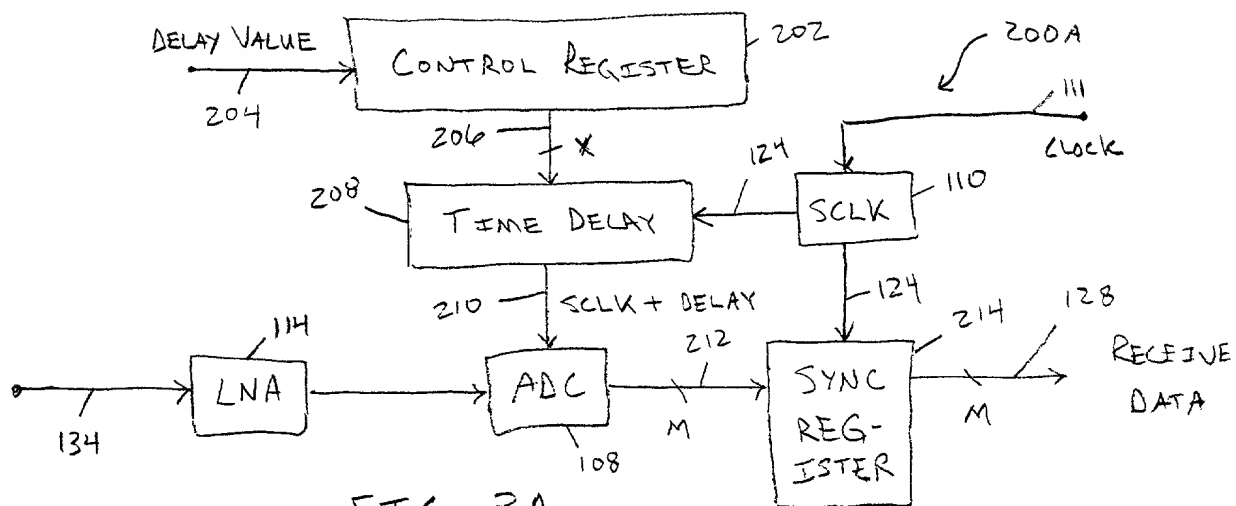 DELAY VALUE
204
CONTROL REGISTER
202
200A
111
CLOCK
206
X
124
110
SCLK
208
TIME DELAY
210
SCLK + DELAY
124
114
LNA
134
ADC
108
212
M
214
SYNC
REG-
ISTER
128
M
RECEIVE
DATA